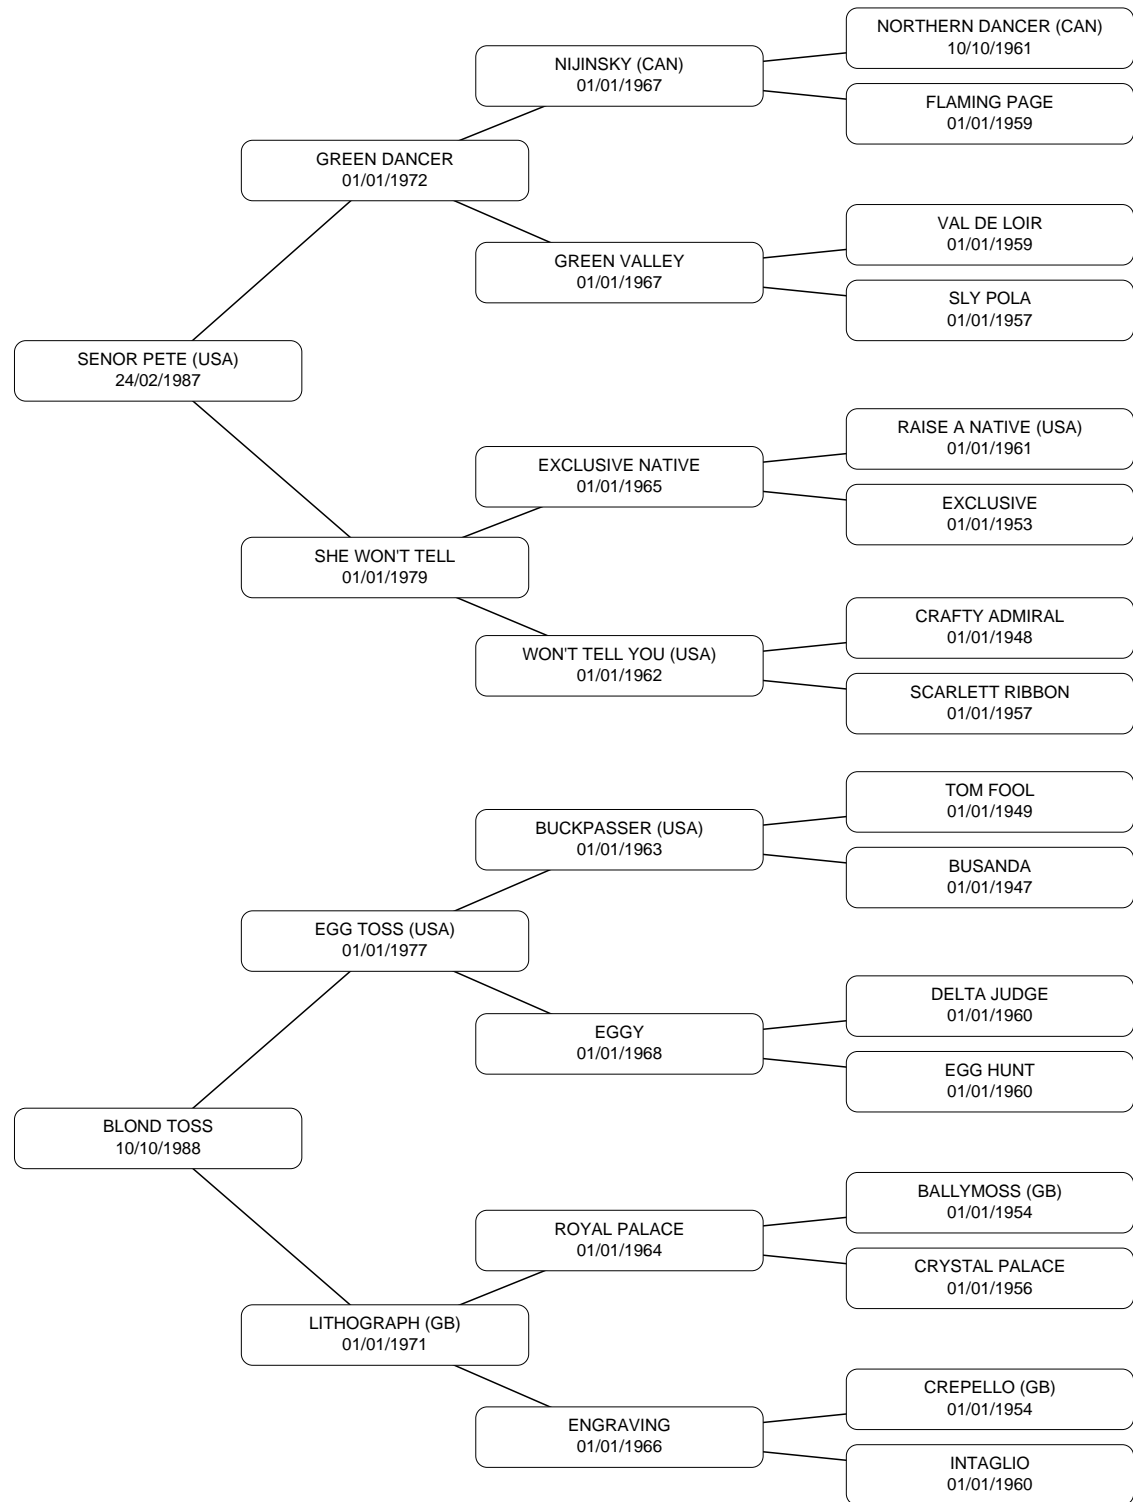 NORTHERN DANCER (CAN)
10/10/1961
NIJINSKY (CAN)
01/01/1967
FLAMING PAGE
01/01/1959
GREEN DANCER
01/01/1972
VAL DE LOIR
01/01/1959
GREEN VALLEY
01/01/1967
SLY POLA
01/01/1957
SENOR PETE (USA)
24/02/1987
RAISE A NATIVE (USA)
01/01/1961
EXCLUSIVE NATIVE
01/01/1965
EXCLUSIVE
01/01/1953
SHE WON'T TELL
01/01/1979
CRAFTY ADMIRAL
01/01/1948
WON'T TELL YOU (USA)
01/01/1962
SCARLETT RIBBON
01/01/1957
TOM FOOL
01/01/1949
BUCKPASSER (USA)
01/01/1963
BUSANDA
01/01/1947
EGG TOSS (USA)
01/01/1977
DELTA JUDGE
01/01/1960
EGGY
01/01/1968
EGG HUNT
01/01/1960
BLOND TOSS
10/10/1988
BALLYMOSS (GB)
01/01/1954
ROYAL PALACE
01/01/1964
CRYSTAL PALACE
01/01/1956
LITHOGRAPH (GB)
01/01/1971
CREPELLO (GB)
01/01/1954
ENGRAVING
01/01/1966
INTAGLIO
01/01/1960